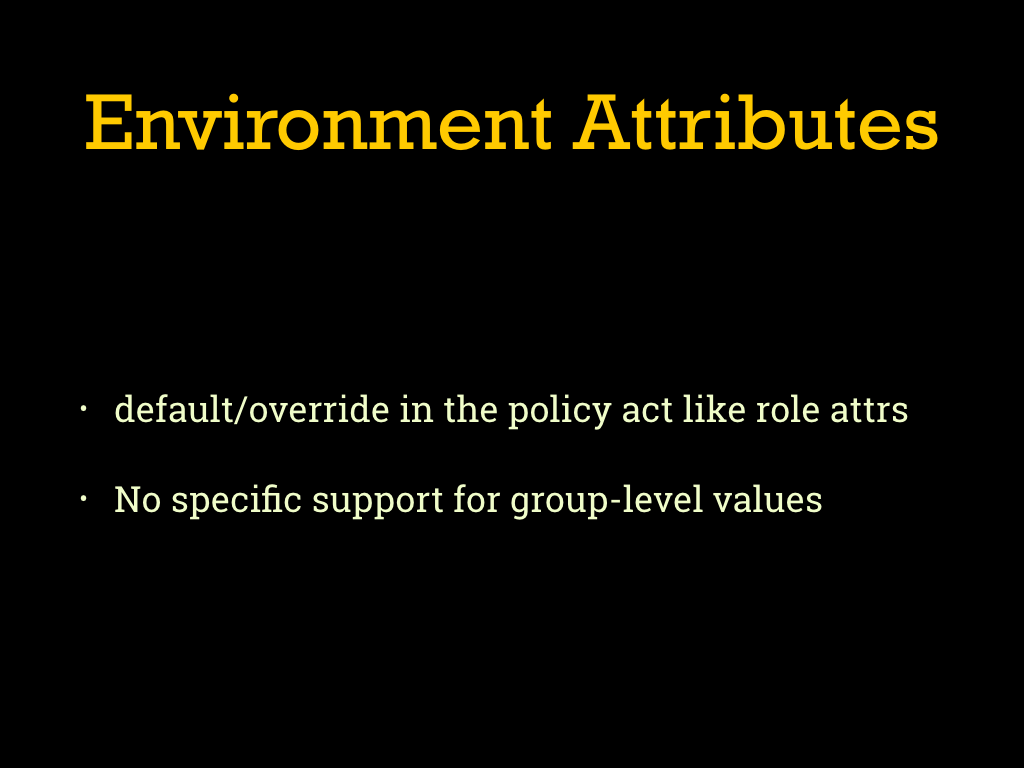 Environment Attributes
• default/override in the policy act like role attrs
• No specific support for group-level values